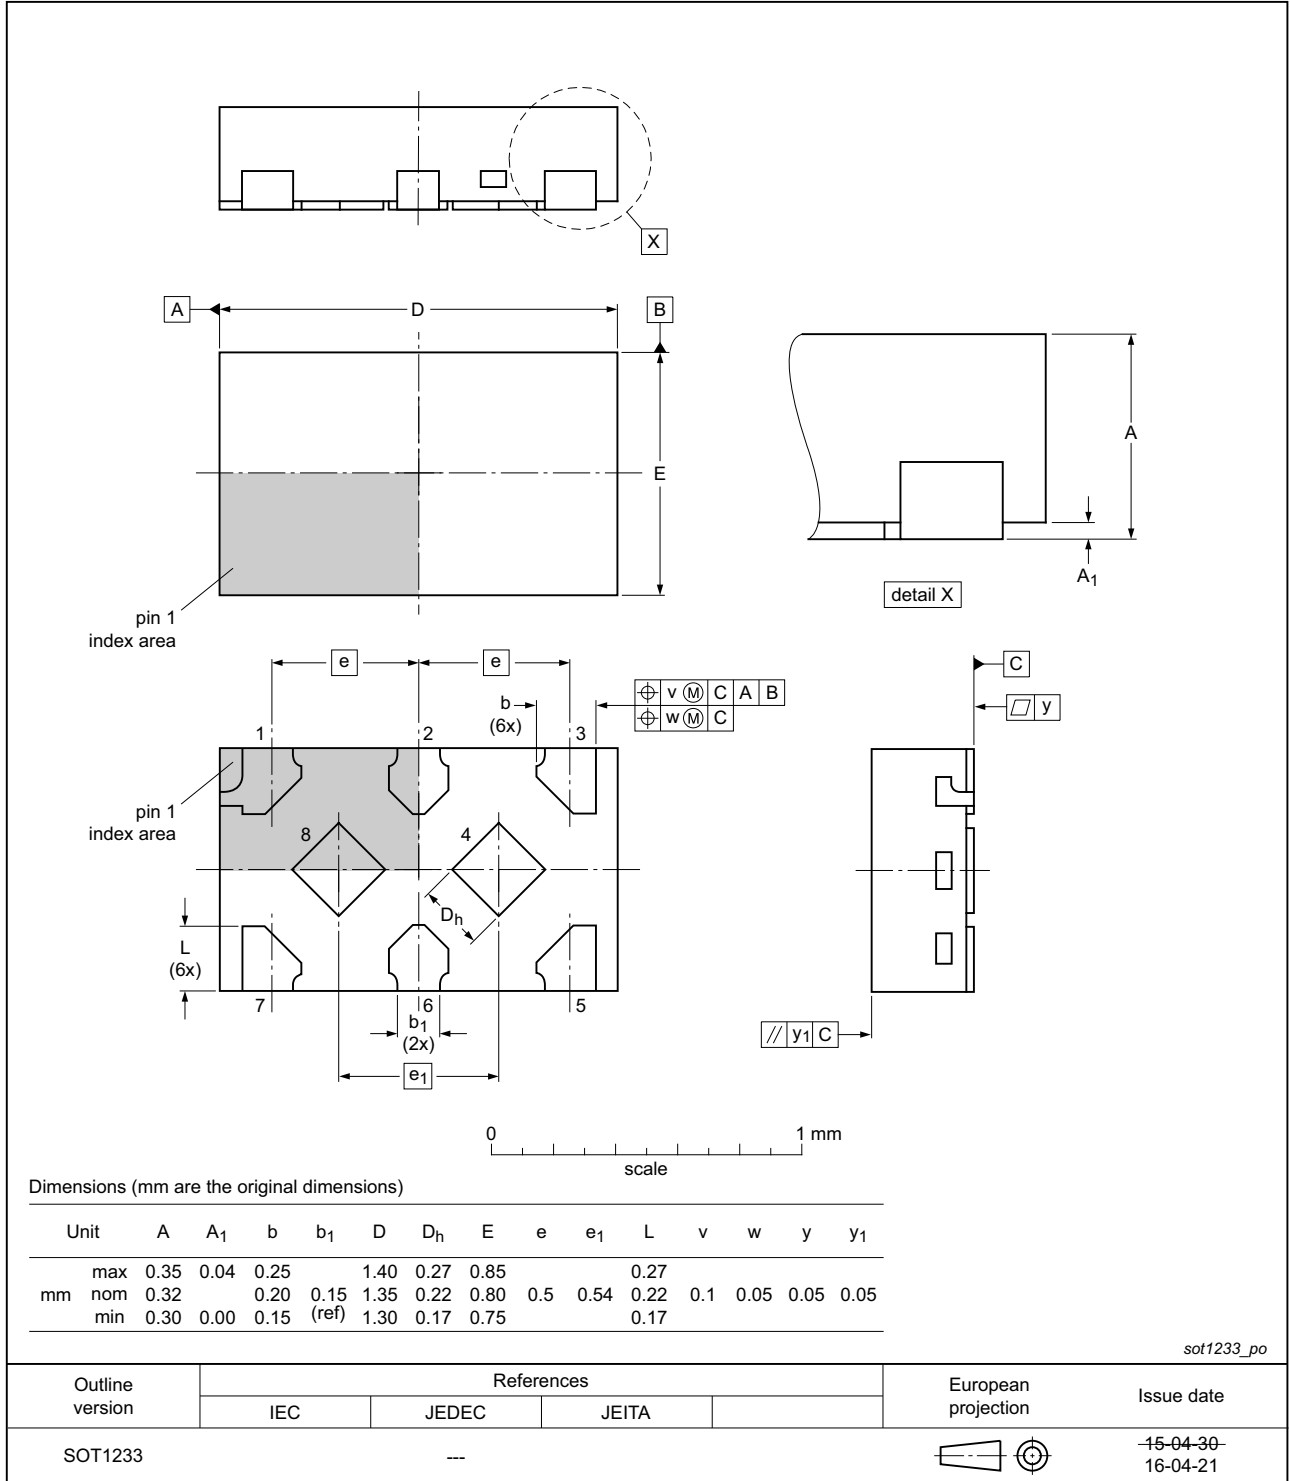 X
A
D
B
E
A
A1
detail X
pin 1
index area
e
e
C
b
(6x)
v Ⓜ C A B
w Ⓜ C
y
1
2
3
pin 1
index area
8
4
Dh
L
(6x)
7
6
5
b1
(2x)
// y1 C
e1
0 1 mm
scale
Dimensions (mm are the original dimensions)
Unit A A1 b b1 D Dh E e e1 L v w y y1
max 0.35 0.04 0.25 1.40 0.27 0.85 0.27
mm nom 0.32 0.20 0.15 1.35 0.22 0.80 0.5 0.54 0.22 0.1 0.05 0.05 0.05
min 0.30 0.00 0.15 (ref) 1.30 0.17 0.75 0.17
sot1233_po
Outline
version
References
IEC JEDEC JEITA
European
projection
Issue date
SOT1233 ---
15-04-30
16-04-21